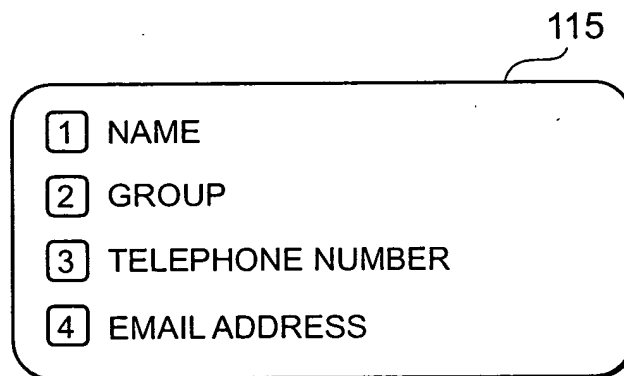 115
1 NAME
2 GROUP
3 TELEPHONE NUMBER
4 EMAIL ADDRESS